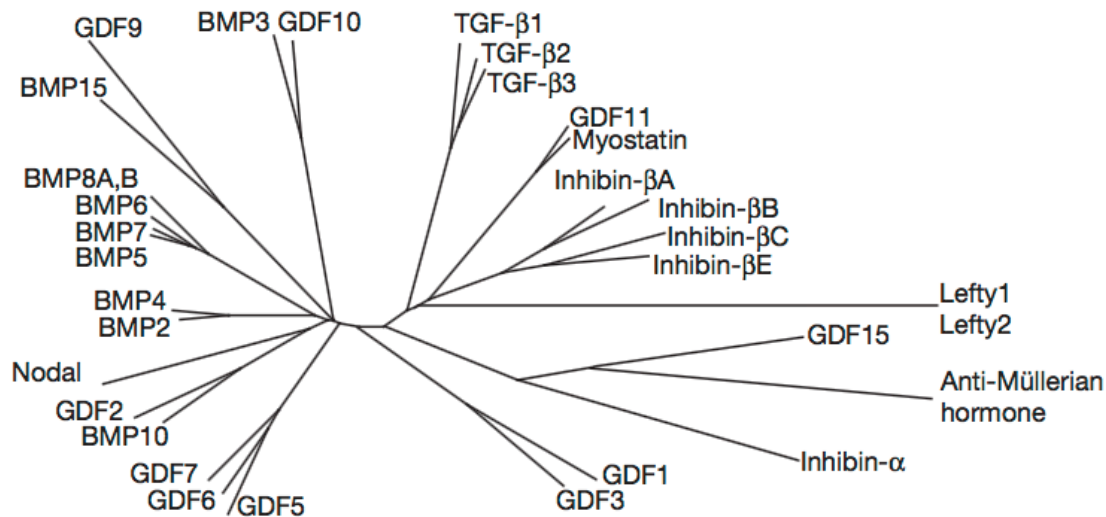 GDF9
BMP3 GDF10
TGF-β1
TGF-β2
TGF-β3
BMP15
GDF11
Myostatin
BMP8A,B
BMP6
BMP7
BMP5
Inhibin-βA
Inhibin-βB
Inhibin-βC
Inhibin-βE
BMP4
BMP2
Lefty1
Lefty2
GDF15
Nodal
Anti-Müllerian
hormone
GDF2
BMP10
Inhibin-α
GDF7
GDF6
GDF5
GDF1
GDF3